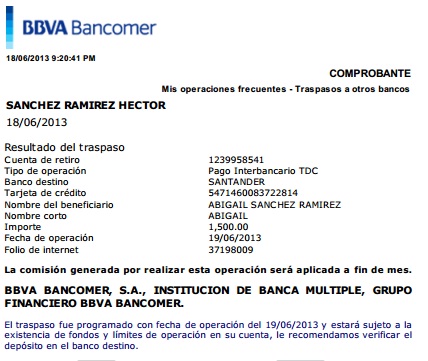 BBVA Bancomer
18/06/2013 9:20:41 PM
COMPROBANTE
Mis operaciones frecuentes - Traspasos a otros bancos
SANCHEZ RAMIREZ HECTOR
18/06/2013
Resultado del traspaso
Cuenta de retiro 1239958541
Tipo de operación Pago Interbancario TDC
Banco destino SANTANDER
Tarjeta de crédito 5471460083722814
Nombre del beneficiario ABIGAIL SANCHEZ RAMIREZ
Nombre corto ABIGAIL
Importe 1,500.00
Fecha de operación 19/06/2013
Folio de internet 37198009
La comisión generada por realizar esta operación será aplicada a fin de mes.
BBVA BANCOMER, S.A., INSTITUCION DE BANCA MULTIPLE, GRUPO
FINANCIERO BBVA BANCOMER.
El traspaso fue programado con fecha de operación del 19/06/2013 y estará sujeto a la
existencia de fondos y límites de operación en su cuenta, le recomendamos verificar el
depósito en el banco destino.